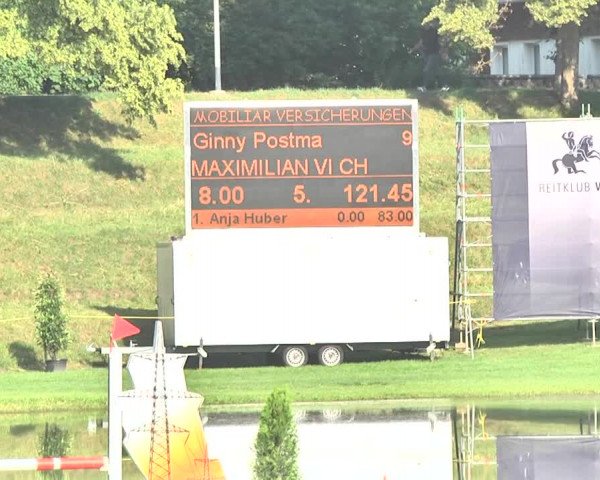 MOBILIAR VERSICHERUNGEN
Ginny Postma 9
MAXIMILIAN VI CH
8.00 5. 121.45
1. Anja Huber 0.00 83.00
REITKLUB W